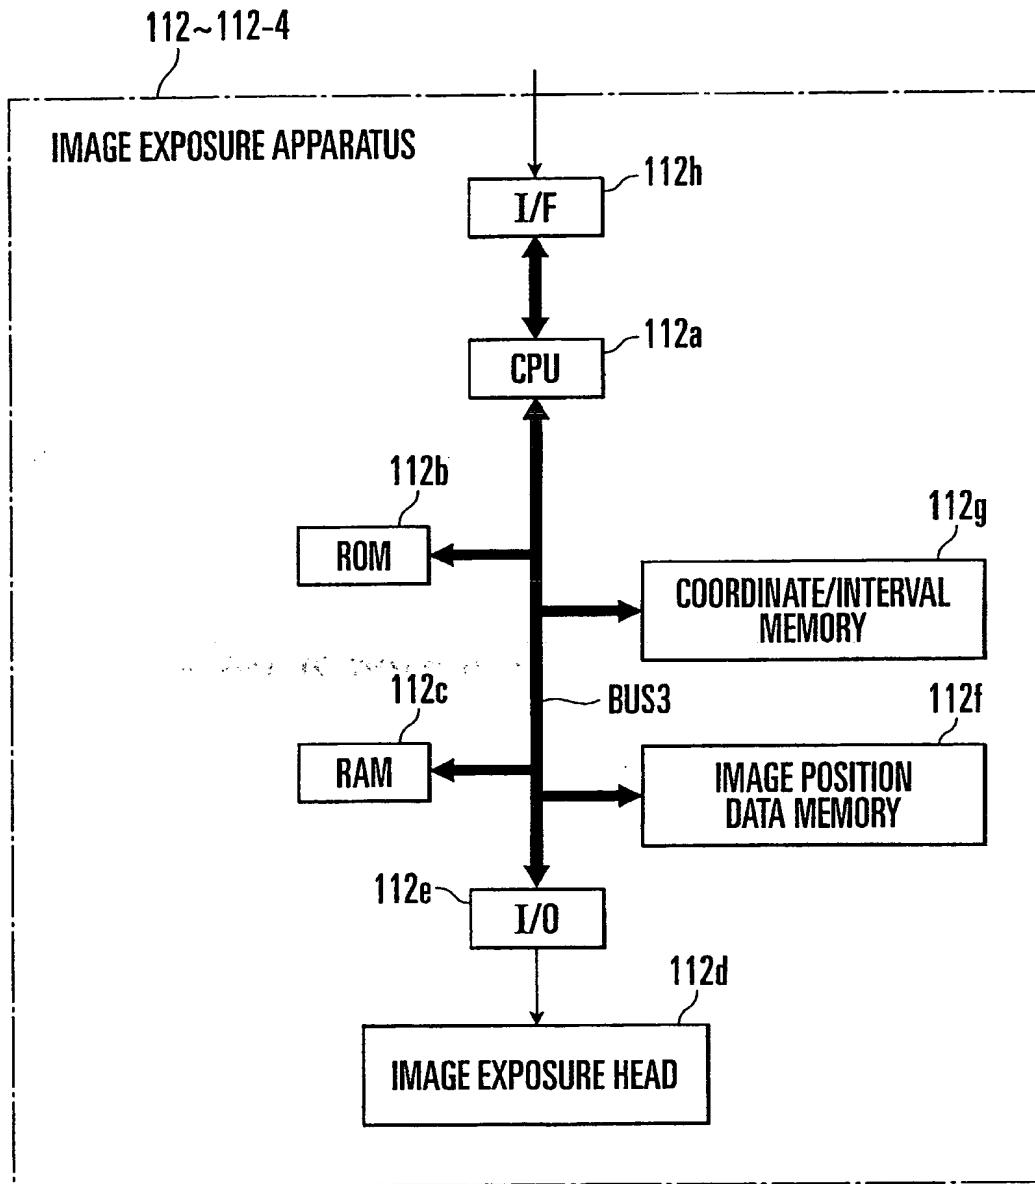 112~112-4
IMAGE EXPOSURE APPARATUS
112h
I/F
112a
CPU
112b
ROM
112g
COORDINATE/INTERVAL
MEMORY
BUS3
112c
RAM
112f
IMAGE POSITION
DATA MEMORY
112e
I/O
112d
IMAGE EXPOSURE HEAD